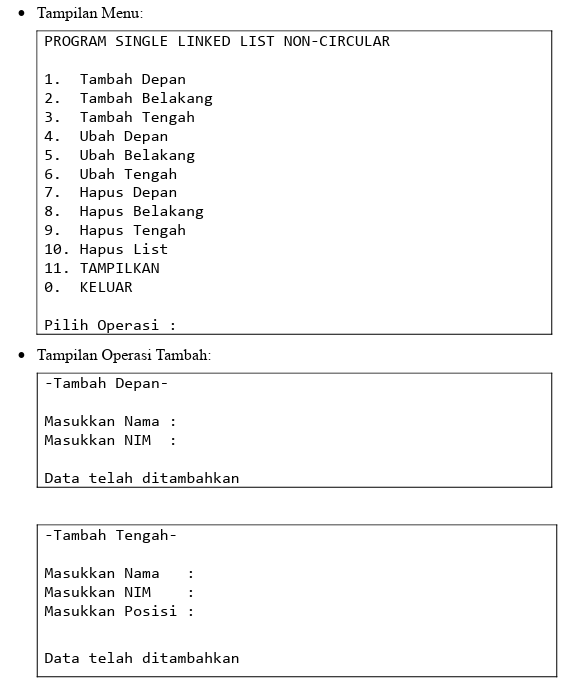 • Tampilan Menu:
PROGRAM SINGLE LINKED LIST NON-CIRCULAR
1. Tambah Depan
2. Tambah Belakang
3. Tambah Tengah
4. Ubah Depan
5. Ubah Belakang
6. Ubah Tengah
7. Hapus Depan
8. Hapus Belakang
9. Hapus Tengah
10. Hapus List
11. TAMPILKAN
0. KELUAR
Pilih Operasi :
• Tampilan Operasi Tambah:
-Tambah Depan-
Masukkan Nama :
Masukkan NIM :
Data telah ditambahkan
-Tambah Tengah-
Masukkan Nama :
Masukkan NIM :
Masukkan Posisi :
Data telah ditambahkan